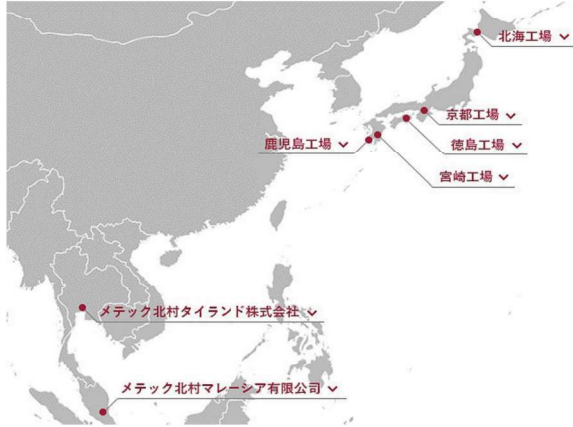 北海工場
京都工場
鹿児島工場
徳島工場
宮崎工場
メテック北村タイランド株式会社
メテック北村マレーシア有限公司